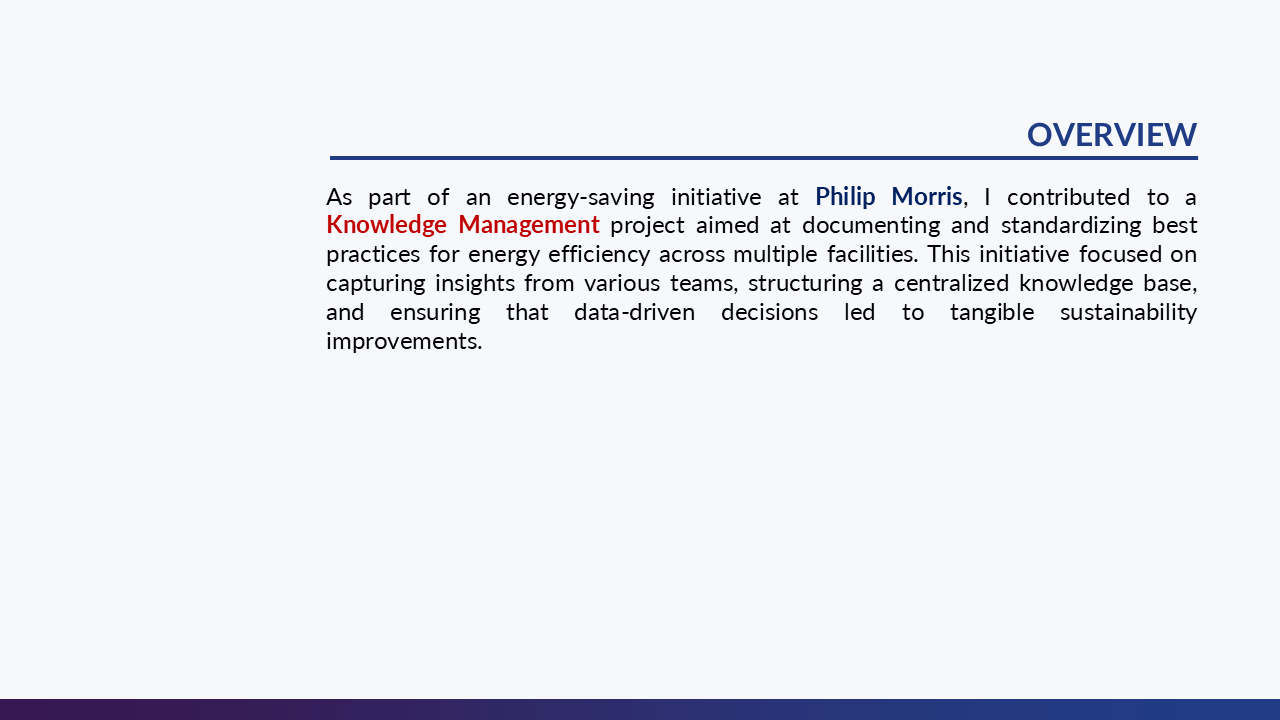 OVERVIEW
As part of an energy-saving initiative at Philip Morris, I contributed to a
Knowledge Management project aimed at documenting and standardizing best
practices for energy efficiency across multiple facilities. This initiative focused on
capturing insights from various teams, structuring a centralized knowledge base,
and ensuring that data-driven decisions led to tangible sustainability
improvements.